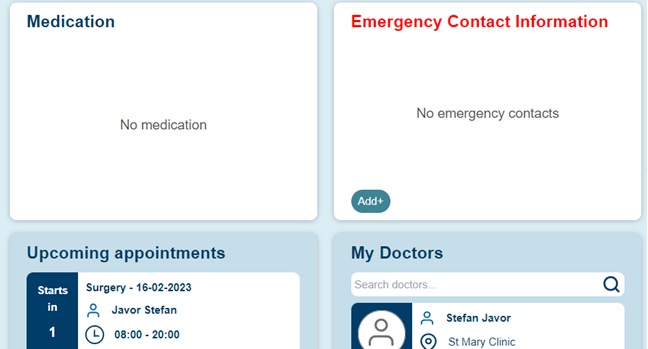 Medication
No medication
Emergency Contact Information
No emergency contacts
Add+
Upcoming appointments
Starts
in
1
Surgery - 16-02-2023
Javor Stefan
08:00 - 20:00
My Doctors
Search doctors...
Stefan Javor
St Mary Clinic